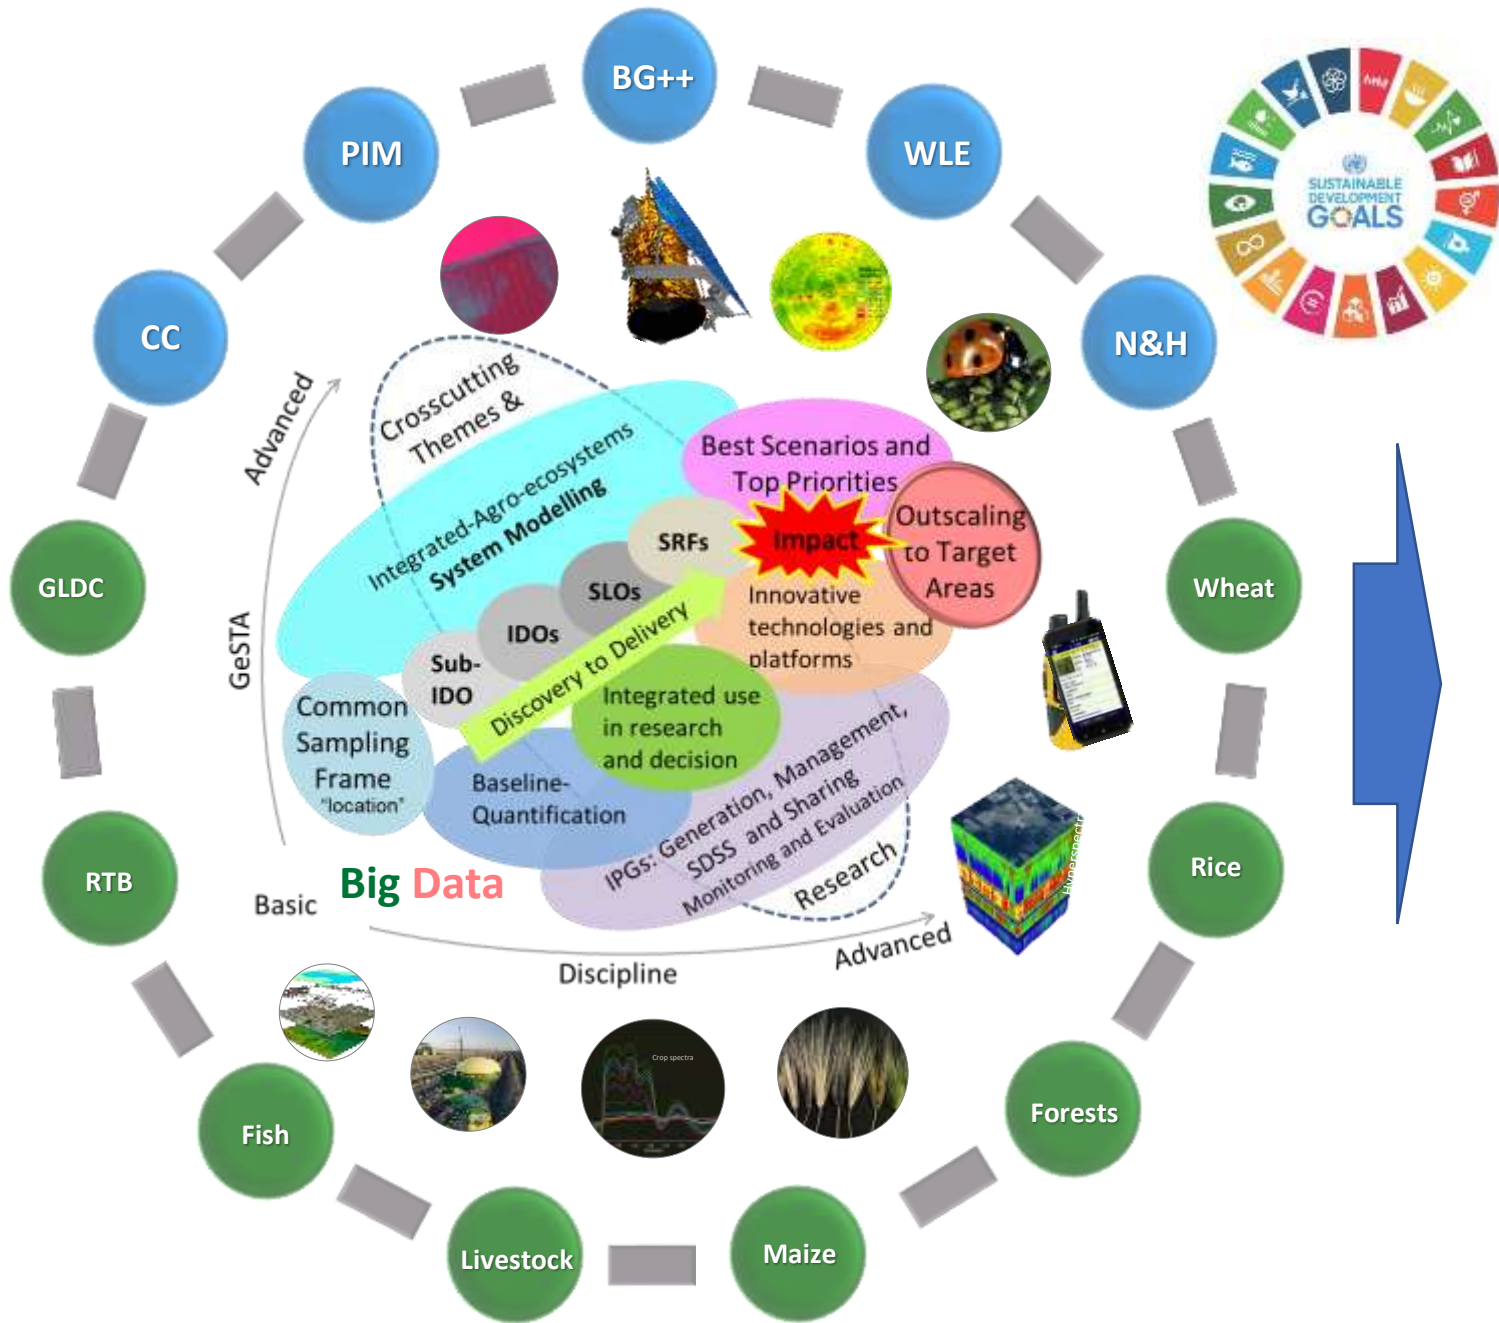 BG++
PIM
WLE
CC
N&H
SUSTAINABLE
DEVELOPMENT
GOALS
Advanced
Crosscutting
Themes &
Integrated-Agro-ecosystems
System Modelling
Best Scenarios and
Top Priorities
Outscaling
to Target
Areas
Impact
SRFs
SLOs
IDOs
Sub-
IDO
Discovery to Delivery
Innovative
technologies and
platforms
GLDC
Wheat
GeSTA
Common
Sampling
Frame
"location"
Integrated use
in research
and decision
Baseline-
Quantification
IPGs: Generation, Management,
SDSS and Sharing
Monitoring and Evaluation
Research
RTB
Rice
Basic
Big Data
Discipline
Advanced
Crop spectra
Fish
Forests
Livestock
Maize